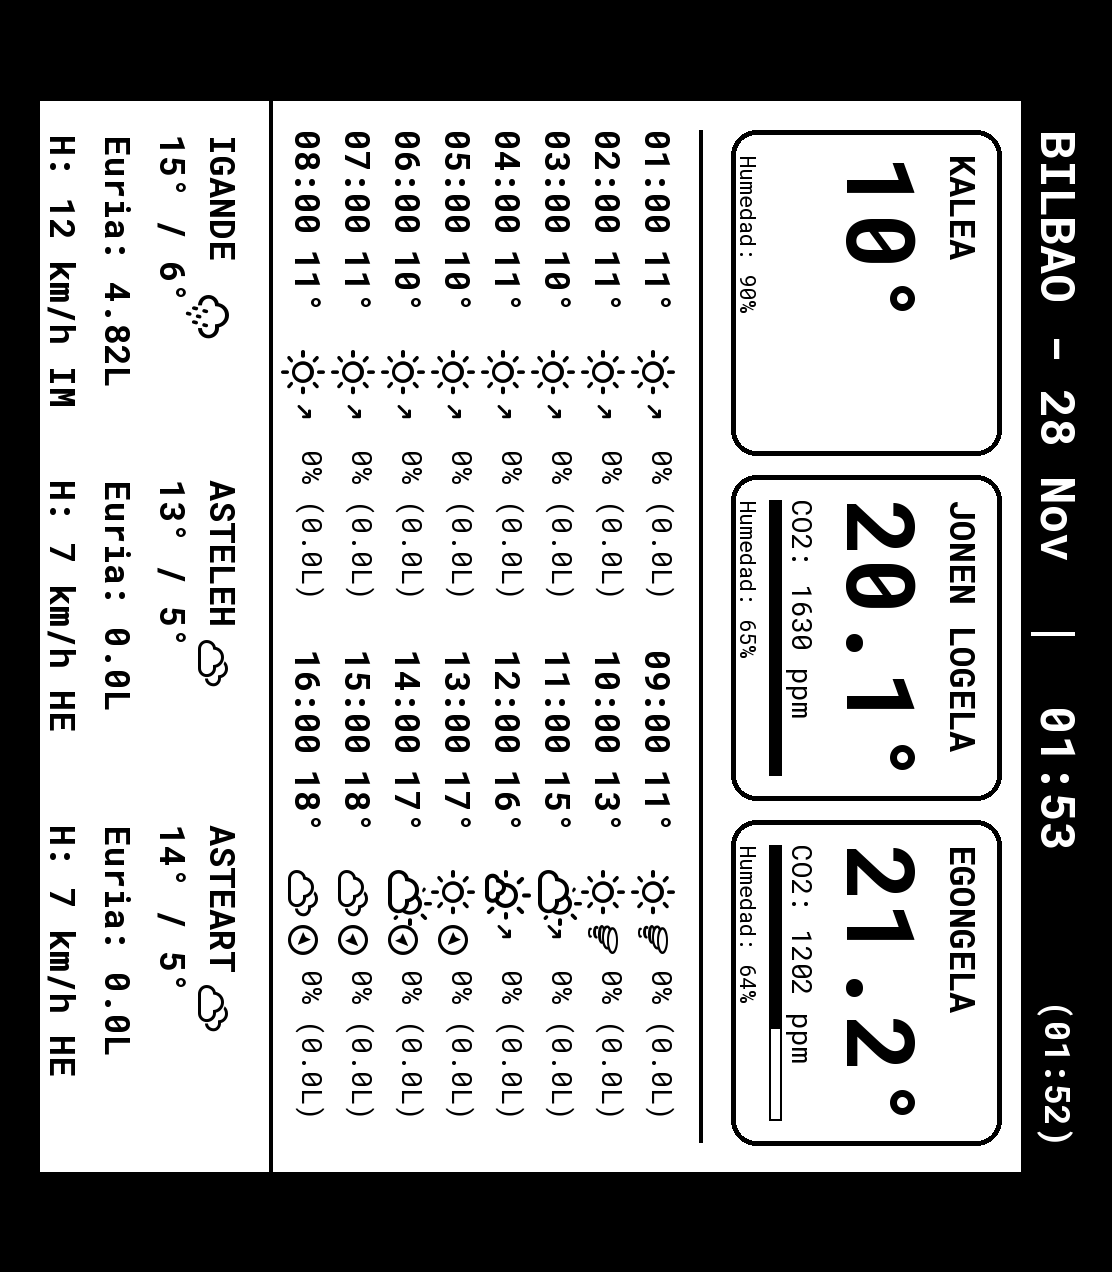 BILBAO - 28 Nov | 01:53 (01:52)
KALEA
10°
Humedad: 90%
JONEN LOGELA
20.1°
CO2: 1630 ppm
Humedad: 65%
EGONGELA
21.2°
CO2: 1202 ppm
Humedad: 64%
01:00 11° ↗ 0% (0.0L)
02:00 11° ↗ 0% (0.0L)
03:00 10° ↗ 0% (0.0L)
04:00 11° ↗ 0% (0.0L)
05:00 10° ↗ 0% (0.0L)
06:00 10° ↗ 0% (0.0L)
07:00 11° ↗ 0% (0.0L)
08:00 11° ↗ 0% (0.0L)
09:00 11° 0% (0.0L)
10:00 13° 0% (0.0L)
11:00 15° ↗ 0% (0.0L)
12:00 16° ↗ 0% (0.0L)
13:00 17° 0% (0.0L)
14:00 17° 0% (0.0L)
15:00 18° 0% (0.0L)
16:00 18° 0% (0.0L)
IGANDE
15° / 6°
Euria: 4.82L
H: 12 km/h IM
ASTELEH
13° / 5°
Euria: 0.0L
H: 7 km/h HE
ASTEART
14° / 5°
Euria: 0.0L
H: 7 km/h HE